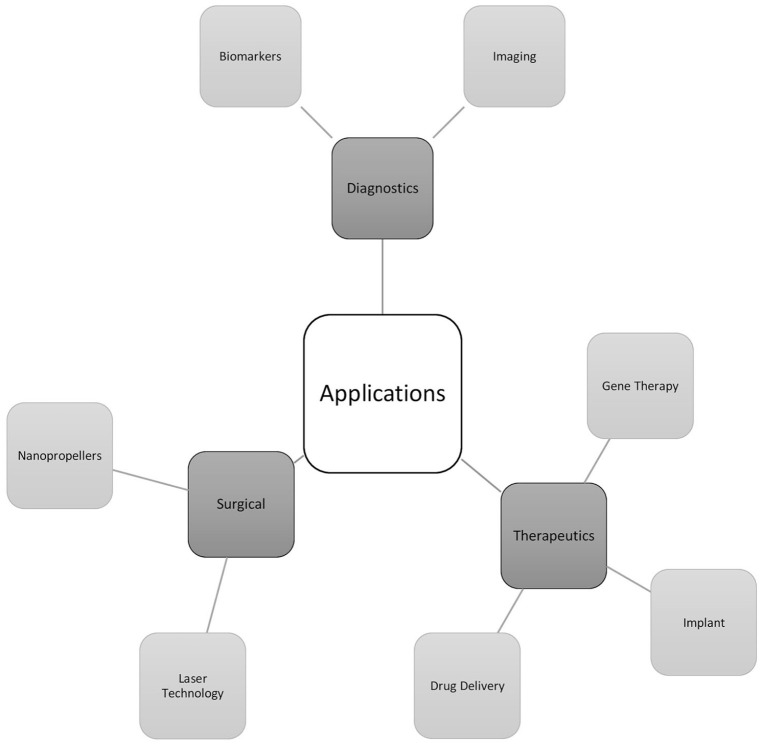 Biomarkers
Imaging
Diagnostics
Applications
Gene Therapy
Nanopropellers
Surgical
Therapeutics
Implant
Laser
Technology
Drug Delivery